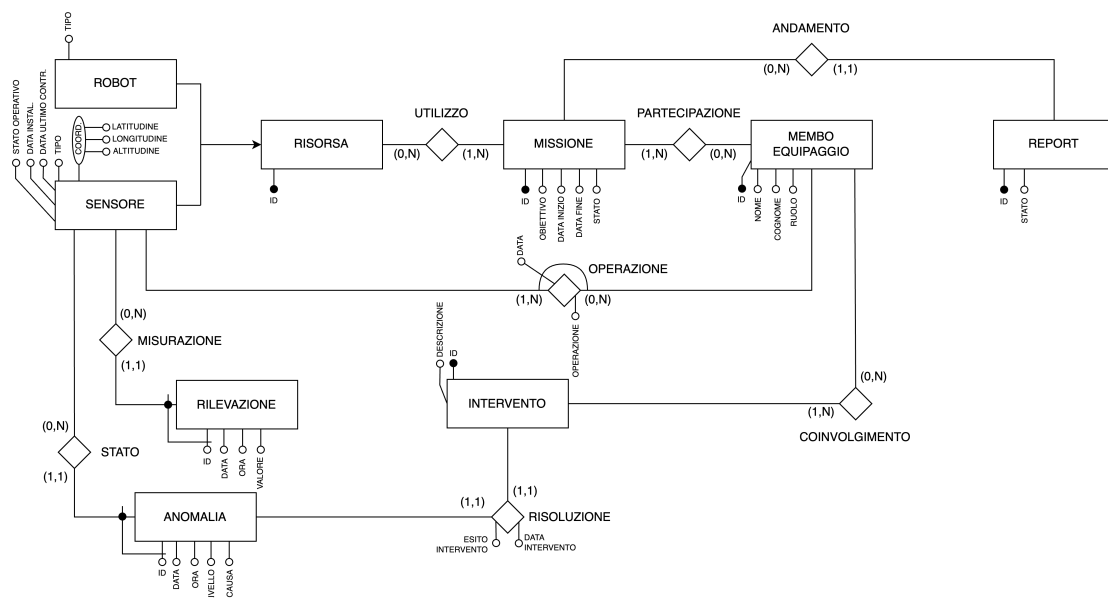 ANDAMENTO
(0,N)
(1,1)
TIPO
ROBOT
STATO OPERATIVO
DATA INSTAL.
DATA ULTIMO CONTR.
TIPO
COORD.
LATITUDINE
LONGITUDINE
ALTITUDINE
SENSORE
RISORSA
ID
UTILIZZO
(0,N)
(1,N)
MISSIONE
ID
OBIETTIVO
DATA INIZIO
DATA FINE
STATO
PARTECIPAZIONE
(1,N)
(0,N)
MEMBO
EQUIPAGGIO
ID
NOME
COGNOME
RUOLO
REPORT
ID
STATO
DATA
OPERAZIONE
(1,N)
(0,N)
OPERAZIONE
(0,N)
MISURAZIONE
(1,1)
RILEVAZIONE
ID
DATA
ORA
VALORE
DESCRIZIONE
ID
INTERVENTO
(0,N)
(1,N)
COINVOLGIMENTO
(0,N)
STATO
(1,1)
ANOMALIA
ID
DATA
ORA
IVELLO
CAUSA
(1,1)
(1,1)
RISOLUZIONE
ESITO
INTERVENTO
DATA
INTERVENTO